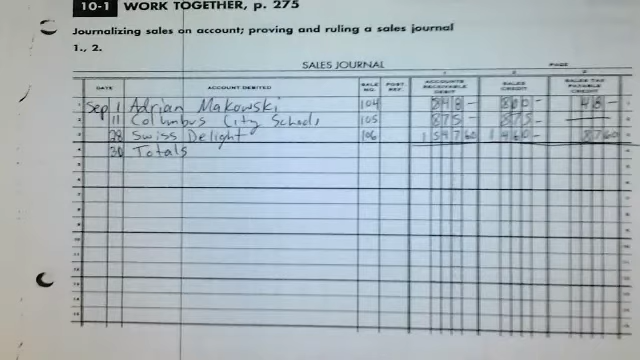 10-1 WORK TOGETHER, p. 275
Journalizing sales on account; proving and ruling a sales journal
1., 2.
SALES JOURNAL
PAGE
1 2 3
DATE ACCOUNT DEBITED SALE NO. POST. REF. ACCOUNTS RECEIVABLE DEBIT SALES CREDIT SALES TAX PAYABLE CREDIT
Sep 1 Adrian Makowski 104 848 - 800 - 48 -
11 Columbus City Schools 105 875 - 875 -
28 Swiss Delight 106 1547 60 1460 - 87 60
30 Totals